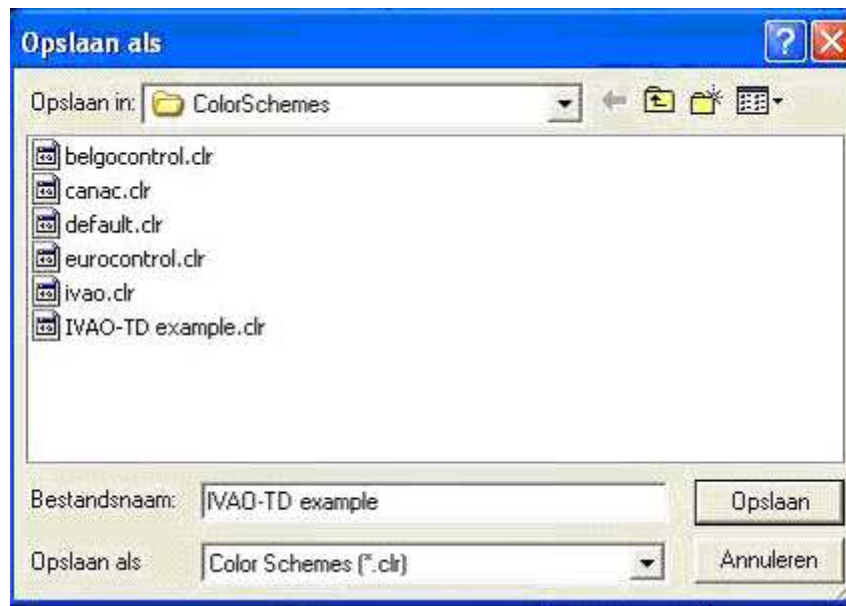 Opslaan als
Opslaan in: ColorSchemes
belgocontrol.clr
canac.clr
default.clr
eurocontrol.clr
ivao.clr
IVAO-TD example.clr
Bestandsnaam: IVAO-TD example Opslaan
Opslaan als Color Schemes (*.clr) Annuleren